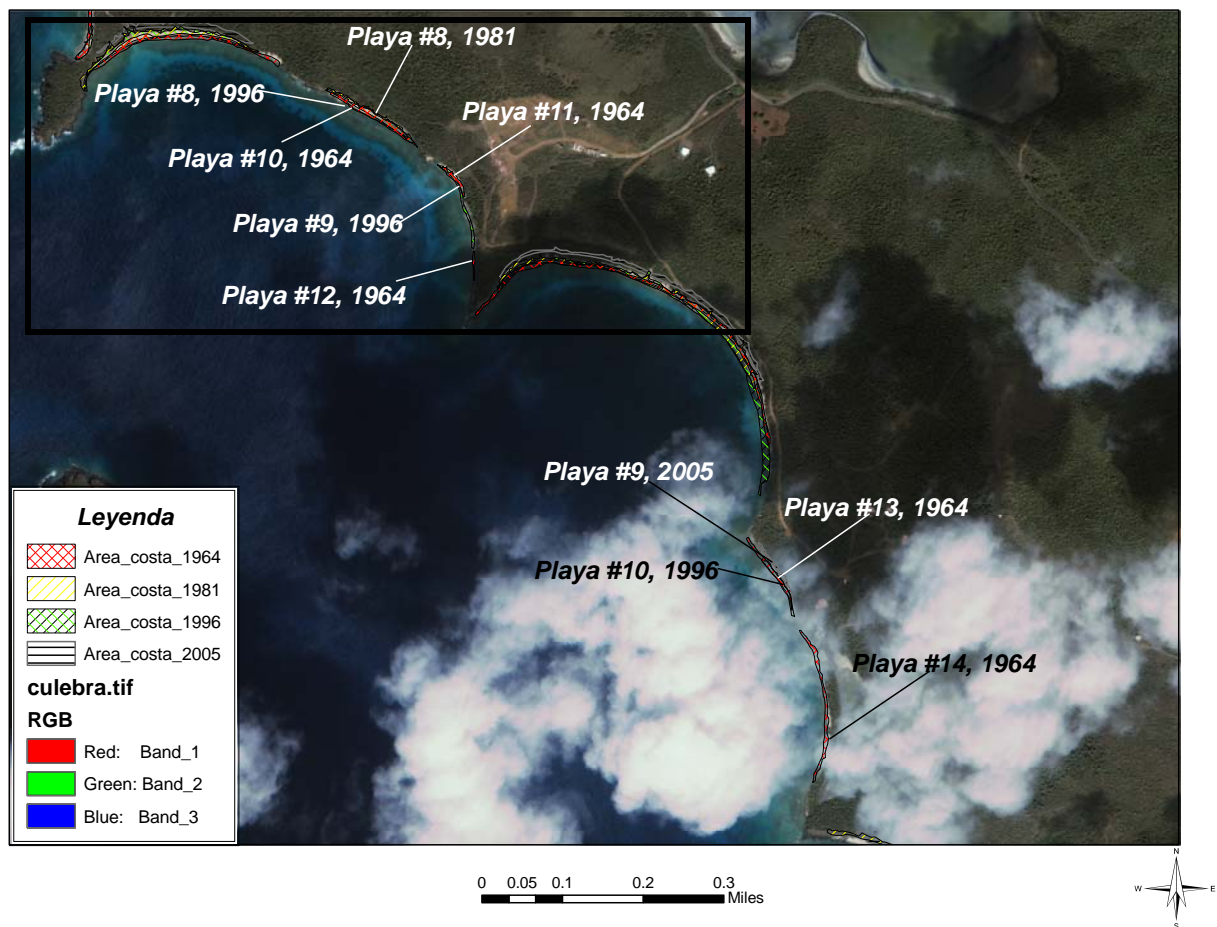 Playa #8, 1981
Playa #8, 1996
Playa #11, 1964
Playa #10, 1964
Playa #9, 1996
Playa #12, 1964
Playa #9, 2005
Playa #13, 1964
Playa #10, 1996
Playa #14, 1964
Leyenda
Area_costa_1964
Area_costa_1981
Area_costa_1996
Area_costa_2005
culebra.tif
RGB
Red: Band_1
Green: Band_2
Blue: Band_3
0 0.05 0.1 0.2 0.3
Miles
N
W E
S